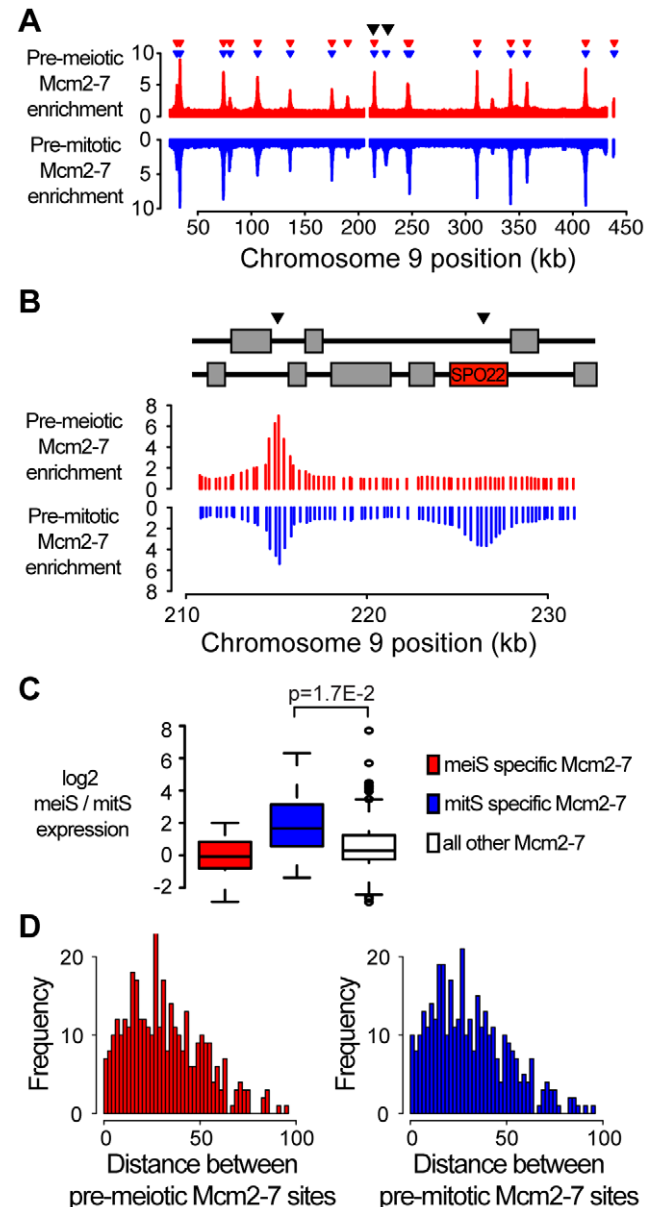 A
Pre-meiotic
Mcm2-7
enrichment
10
5
0
Pre-mitotic
Mcm2-7
enrichment
0
5
10
50 100 150 200 250 300 350 400 450
Chromosome 9 position (kb)
B
SPO22
Pre-meiotic
Mcm2-7
enrichment
8
6
4
2
0
Pre-mitotic
Mcm2-7
enrichment
0
2
4
6
8
210 220 230
Chromosome 9 position (kb)
C
p=1.7E-2
log2
meiS / mitS
expression
8
6
4
2
0
-2
meiS specific Mcm2-7
mitS specific Mcm2-7
all other Mcm2-7
D
Frequency
20
10
0
0 50 100
Distance between
pre-meiotic Mcm2-7 sites
Frequency
20
10
0
0 50 100
Distance between
pre-mitotic Mcm2-7 sites